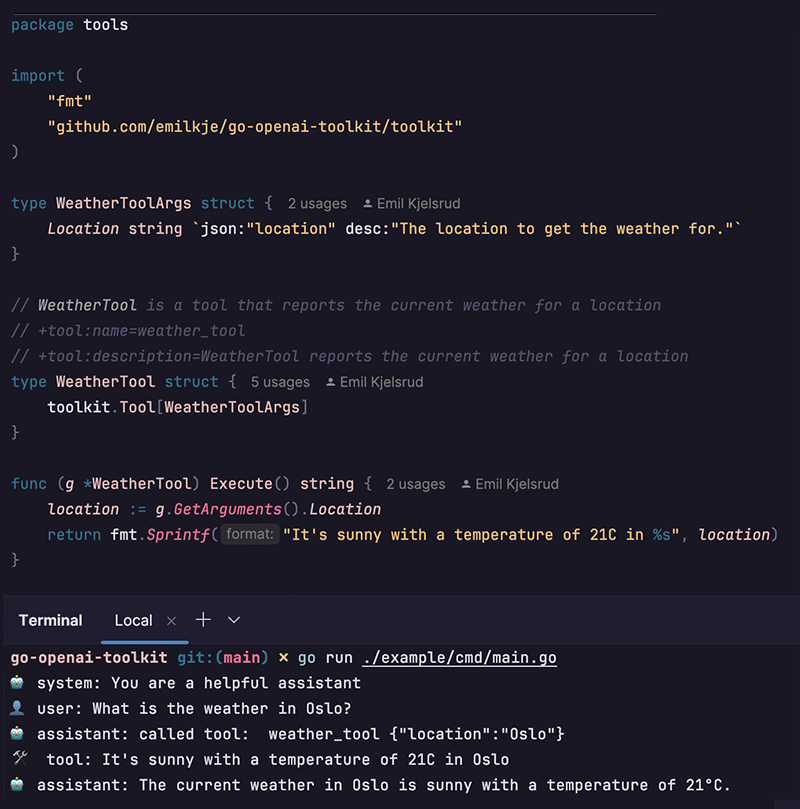 package tools
import (
"fmt"
"github.com/emilkje/go-openai-toolkit/toolkit"
)
type WeatherToolArgs struct { 2 usages Emil Kjelsrud
Location string `json:"location" desc:"The location to get the weather for."`
}
// WeatherTool is a tool that reports the current weather for a location
// +tool:name=weather_tool
// +tool:description=WeatherTool reports the current weather for a location
type WeatherTool struct { 5 usages Emil Kjelsrud
toolkit.Tool[WeatherToolArgs]
}
func (g *WeatherTool) Execute() string { 2 usages Emil Kjelsrud
location := g.GetArguments().Location
return fmt.Sprintf( format: "It's sunny with a temperature of 21C in %s", location)
}
Terminal Local × + ⌄
go-openai-toolkit git:(main) × go run ./example/cmd/main.go
🤖 system: You are a helpful assistant
👤 user: What is the weather in Oslo?
🤖 assistant: called tool: weather_tool {"location":"Oslo"}
🛠 tool: It's sunny with a temperature of 21C in Oslo
🤖 assistant: The current weather in Oslo is sunny with a temperature of 21°C.